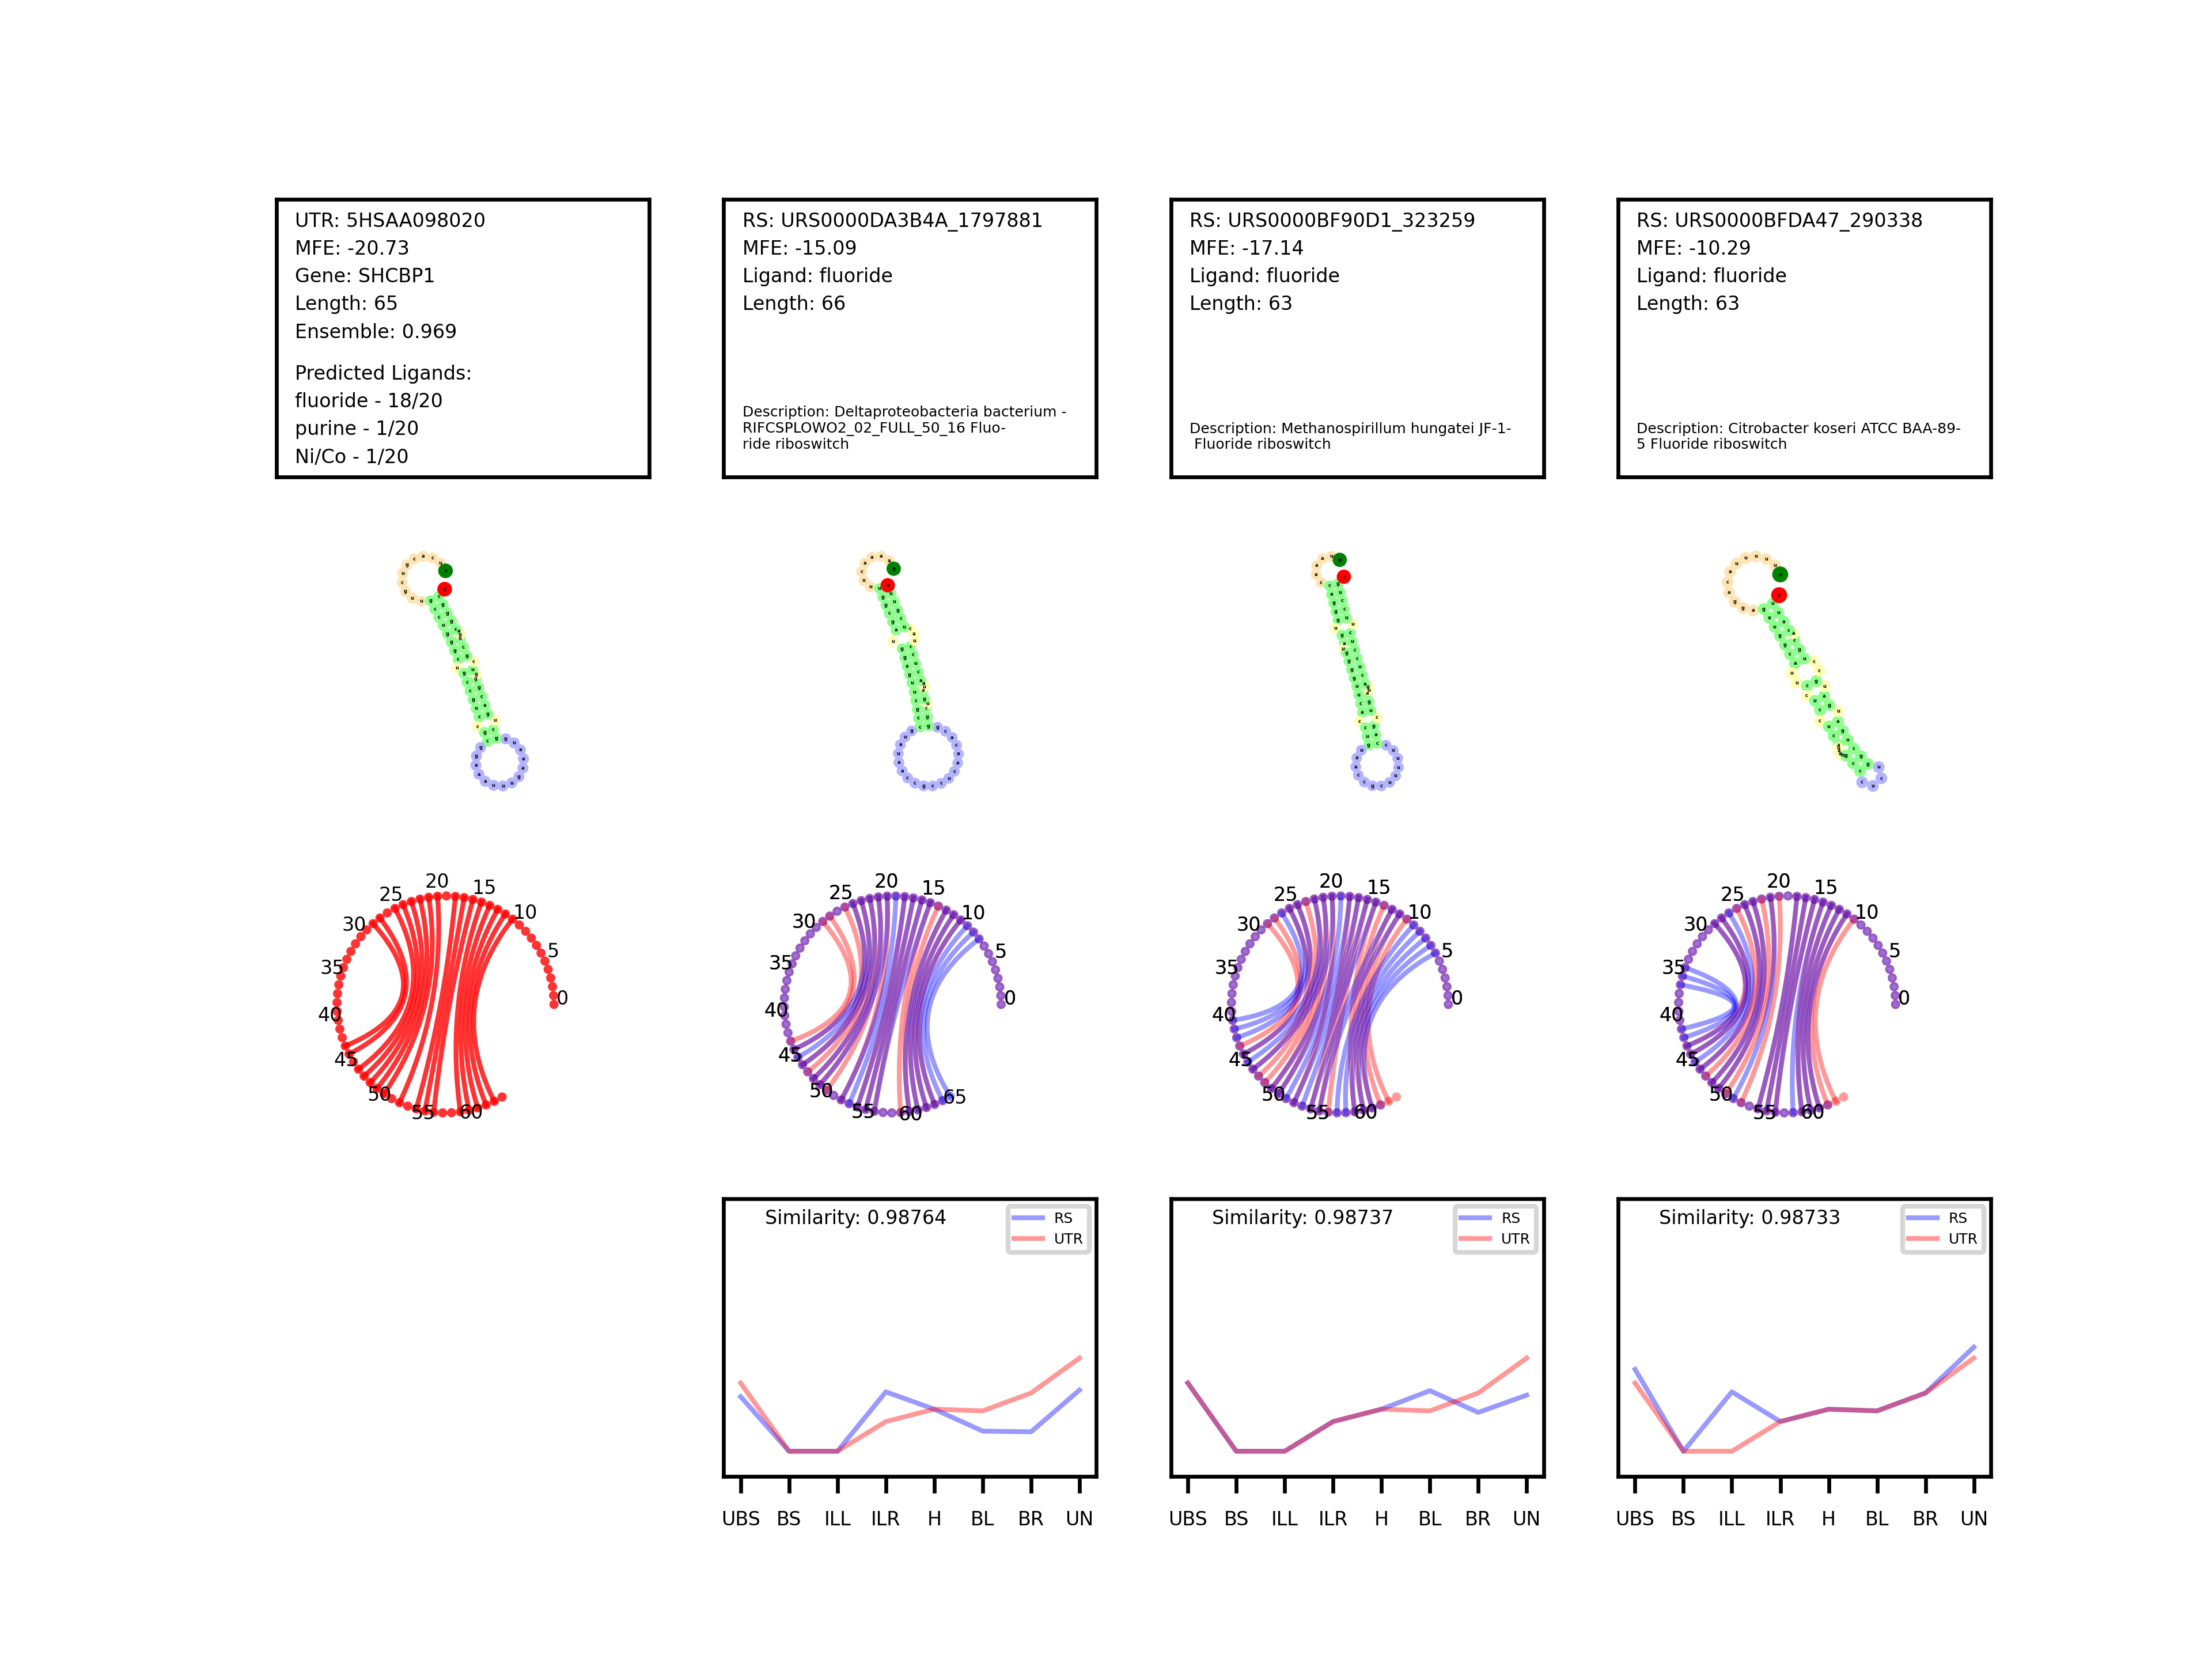 UTR: 5HSAA098020
MFE: -20.73
Gene: SHCBP1
Length: 65
Ensemble: 0.969
Predicted Ligands:
fluoride - 18/20
purine - 1/20
Ni/Co - 1/20
RS: URS0000DA3B4A_1797881
MFE: -15.09
Ligand: fluoride
Length: 66
Description: Deltaproteobacteria bacterium -
RIFCSPLOWO2_02_FULL_50_16 Fluo-
ride riboswitch
RS: URS0000BF90D1_323259
MFE: -17.14
Ligand: fluoride
Length: 63
Description: Methanospirillum hungatei JF-1-
Fluoride riboswitch
RS: URS0000BFDA47_290338
MFE: -10.29
Ligand: fluoride
Length: 63
Description: Citrobacter koseri ATCC BAA-89-
5 Fluoride riboswitch
0
5
10
15
20
25
30
35
40
45
50
55
60
0
5
10
15
20
25
30
35
40
45
50
55
60
65
0
5
10
15
20
25
30
35
40
45
50
55
60
0
5
10
15
20
25
30
35
40
45
50
55
60
Similarity: 0.98764
RS
UTR
UBS BS ILL ILR H BL BR UN
Similarity: 0.98737
RS
UTR
UBS BS ILL ILR H BL BR UN
Similarity: 0.98733
RS
UTR
UBS BS ILL ILR H BL BR UN